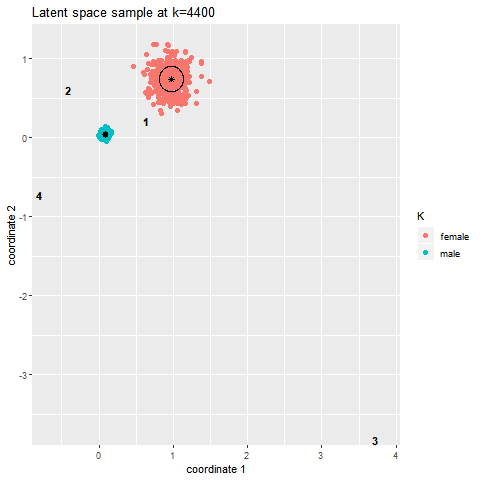 Latent space sample at k=4400
1
2
0
1
4
-1
-2
-3
3
0
1
2
3
4
coordinate 1
coordinate 2
K
female
male